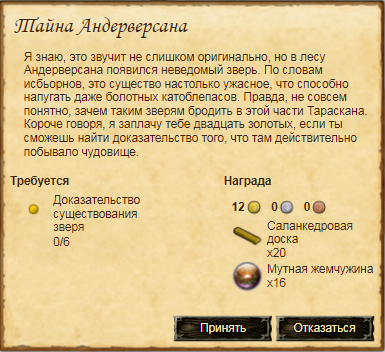 Тайна Андерверсана
Я знаю, это звучит не слишком оригинально, но в лесу
Андерверсана появился неведомый зверь. По словам
исбьорнов, это существо настолько ужасное, что способно
напугать даже болотных катоблепасов. Правда, не совсем
понятно, зачем таким зверям бродить в этой части Тараскана.
Короче говоря, я заплачу тебе двадцать золотых, если ты
сможешь найти доказательство того, что там действительно
побывало чудовище.
Требуется
Доказательство
существования
зверя
0/6
Награда
12 0 0
Саланкедровая
доска
x20
Мутная жемчужина
x16
Принять
Отказаться